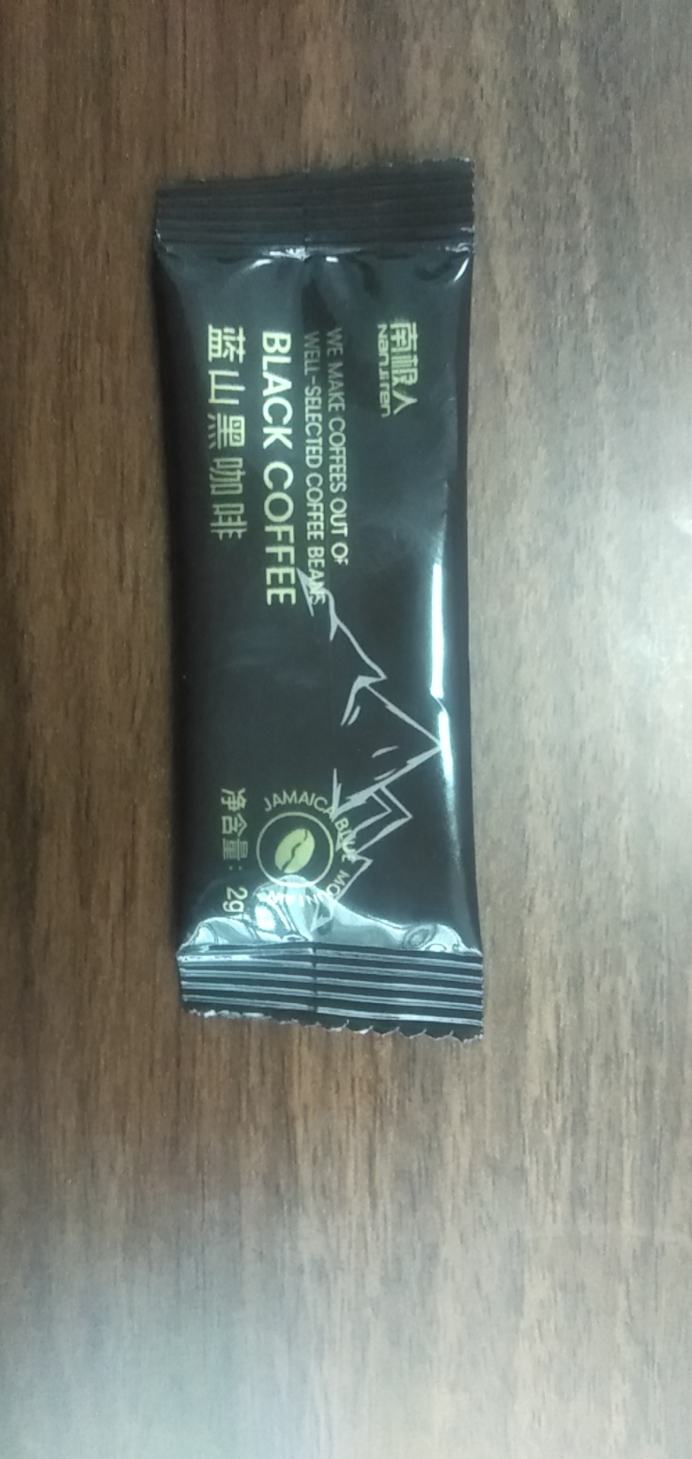 南极人
NanJiren
WE MAKE COFFEES OUT OF
WELL-SELECTED COFFEE BEANS
BLACK COFFEE
蓝山黑咖啡
JAMAICA BLUE
净含量: 2g